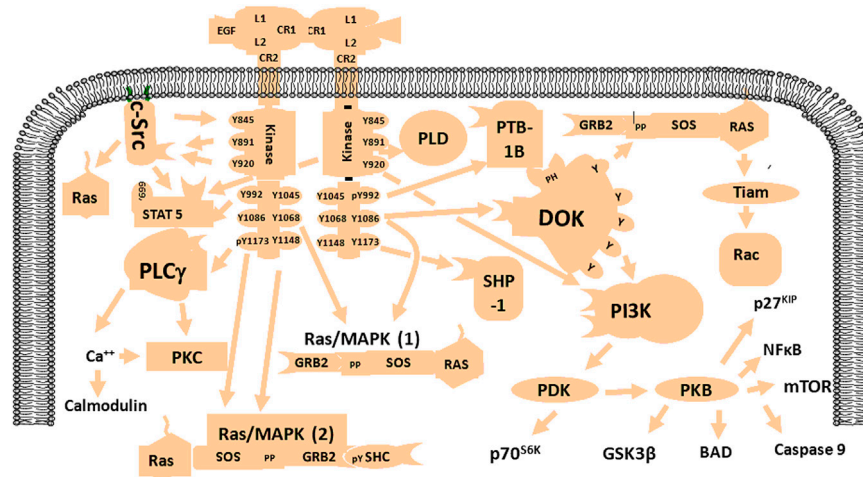 L1
L1
EGF
CR1
CR1
L2
L2
CR2
CR2
c-Src
Y845
Y891
Y920
Kinase
Kinase
Y845
Y891
Y920
PLD
PTB-
1B
GRB2
PP
SOS
RAS
Ras
669,
STAT 5
Y992
Y1045
Y1086
Y1068
pY1173
Y1148
Y1045
pY992
Y1068
Y1086
Y1148
Y1173
PH
Y
Y
Y
Y
Y
DOK
Tiam
Rac
PLCγ
SHP
-1
PI3K
p27KIP
Ca++
PKC
Calmodulin
Ras/MAPK (1)
GRB2
PP
SOS
RAS
NFκB
PDK
PKB
mTOR
Ras/MAPK (2)
Ras
SOS
PP
GRB2
pY
SHC
p70S6K
GSK3β
BAD
Caspase 9